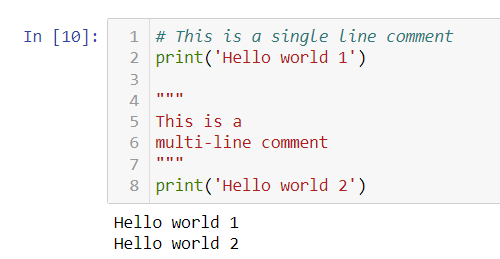 In [10]:
1 # This is a single line comment
2 print('Hello world 1')
3
4 """
5 This is a
6 multi-line comment
7 """
8 print('Hello world 2')
Hello world 1
Hello world 2